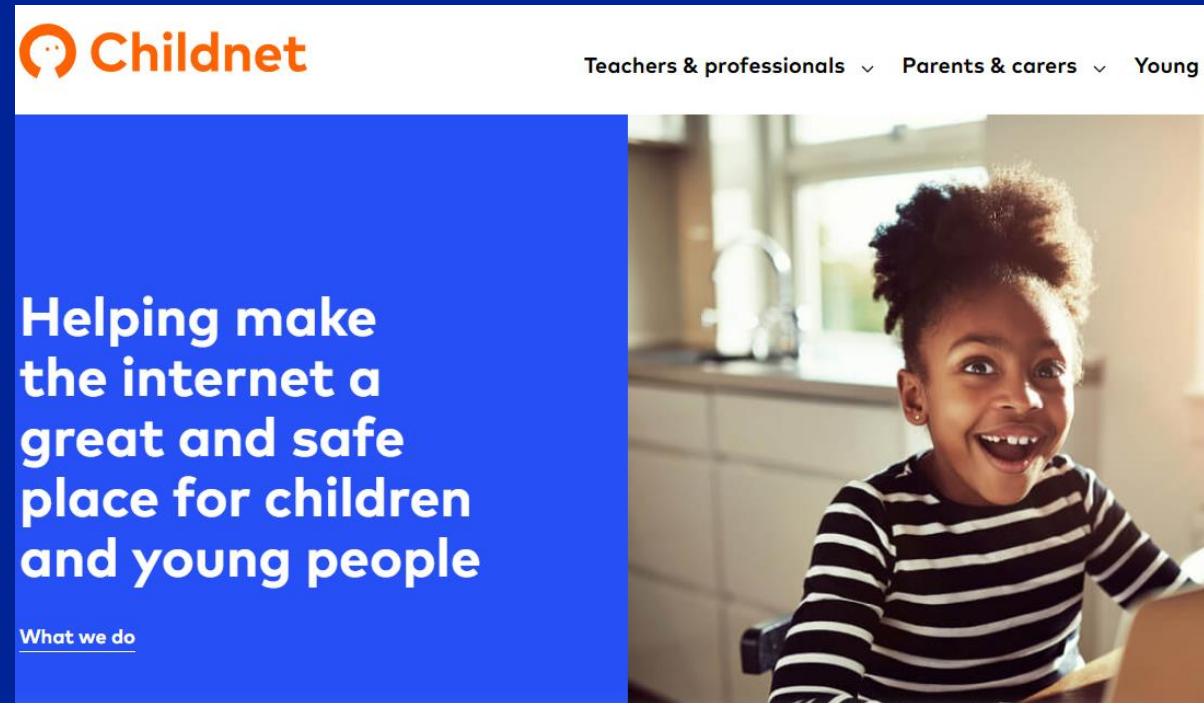 Childnet
Teachers & professionals Parents & carers Young
Helping make
the internet a
great and safe
place for children
and young people
What we do